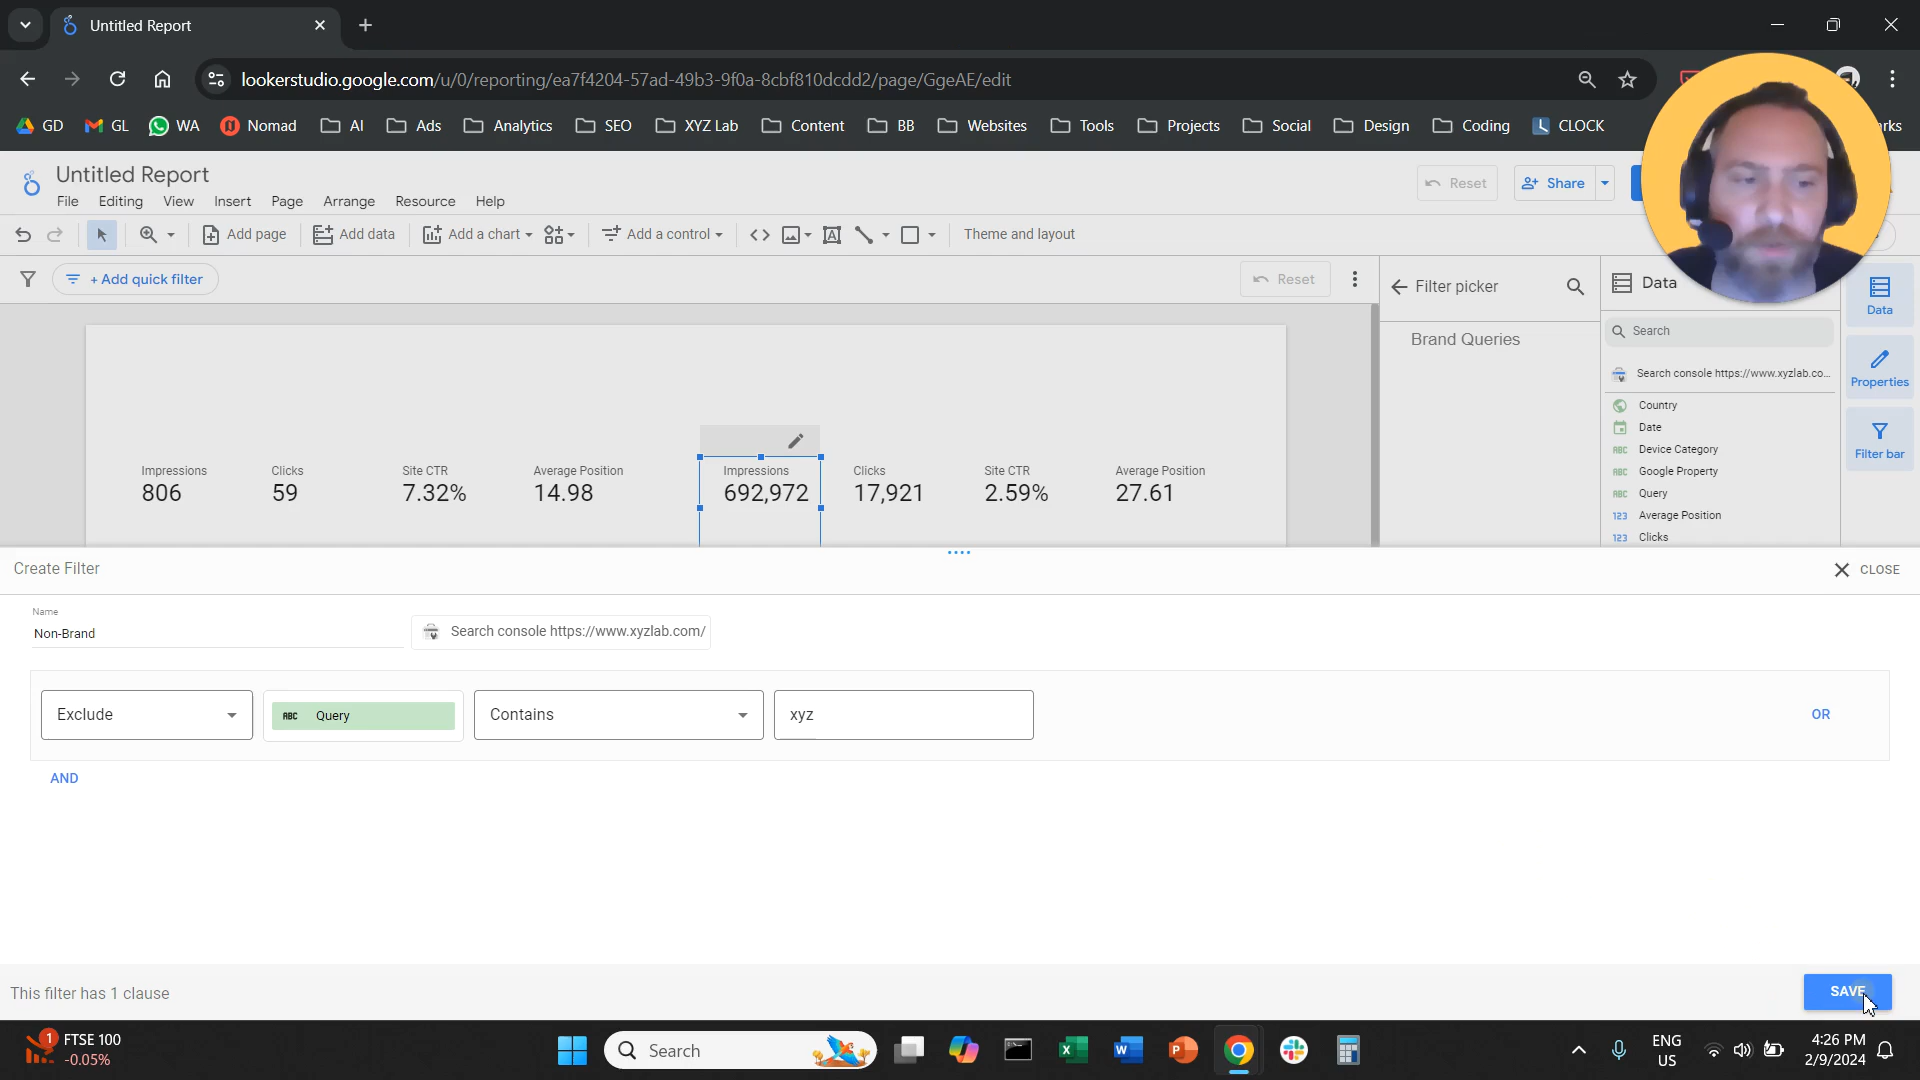 Untitled Report
lookerstudio.google.com/u/0/reporting/ea7f4204-57ad-49b3-9f0a-8cbf810dcdd2/page/GgeAE/edit
GD GL WA Nomad AI Ads Analytics SEO XYZ Lab Content BB Websites Tools Projects Social Design Coding CLOCK
Untitled Report
File Editing View Insert Page Arrange Resource Help
Reset Share
Add page Add data Add a chart Add a control Theme and layout
+ Add quick filter Reset
Filter picker
Brand Queries
Data
Search
Search console https://www.xyzlab.co...
Country
Date
ABC Device Category
ABC Google Property
ABC Query
123 Average Position
123 Clicks
Data
Properties
Filter bar
Impressions Clicks Site CTR Average Position Impressions Clicks Site CTR Average Position
806 59 7.32% 14.98 692,972 17,921 2.59% 27.61
Create Filter
CLOSE
Name
Non-Brand
Search console https://www.xyzlab.com/
Exclude ABC Query Contains xyz OR
AND
This filter has 1 clause
SAVE
1 FTSE 100
-0.05%
Search
ENG
US
4:26 PM
2/9/2024